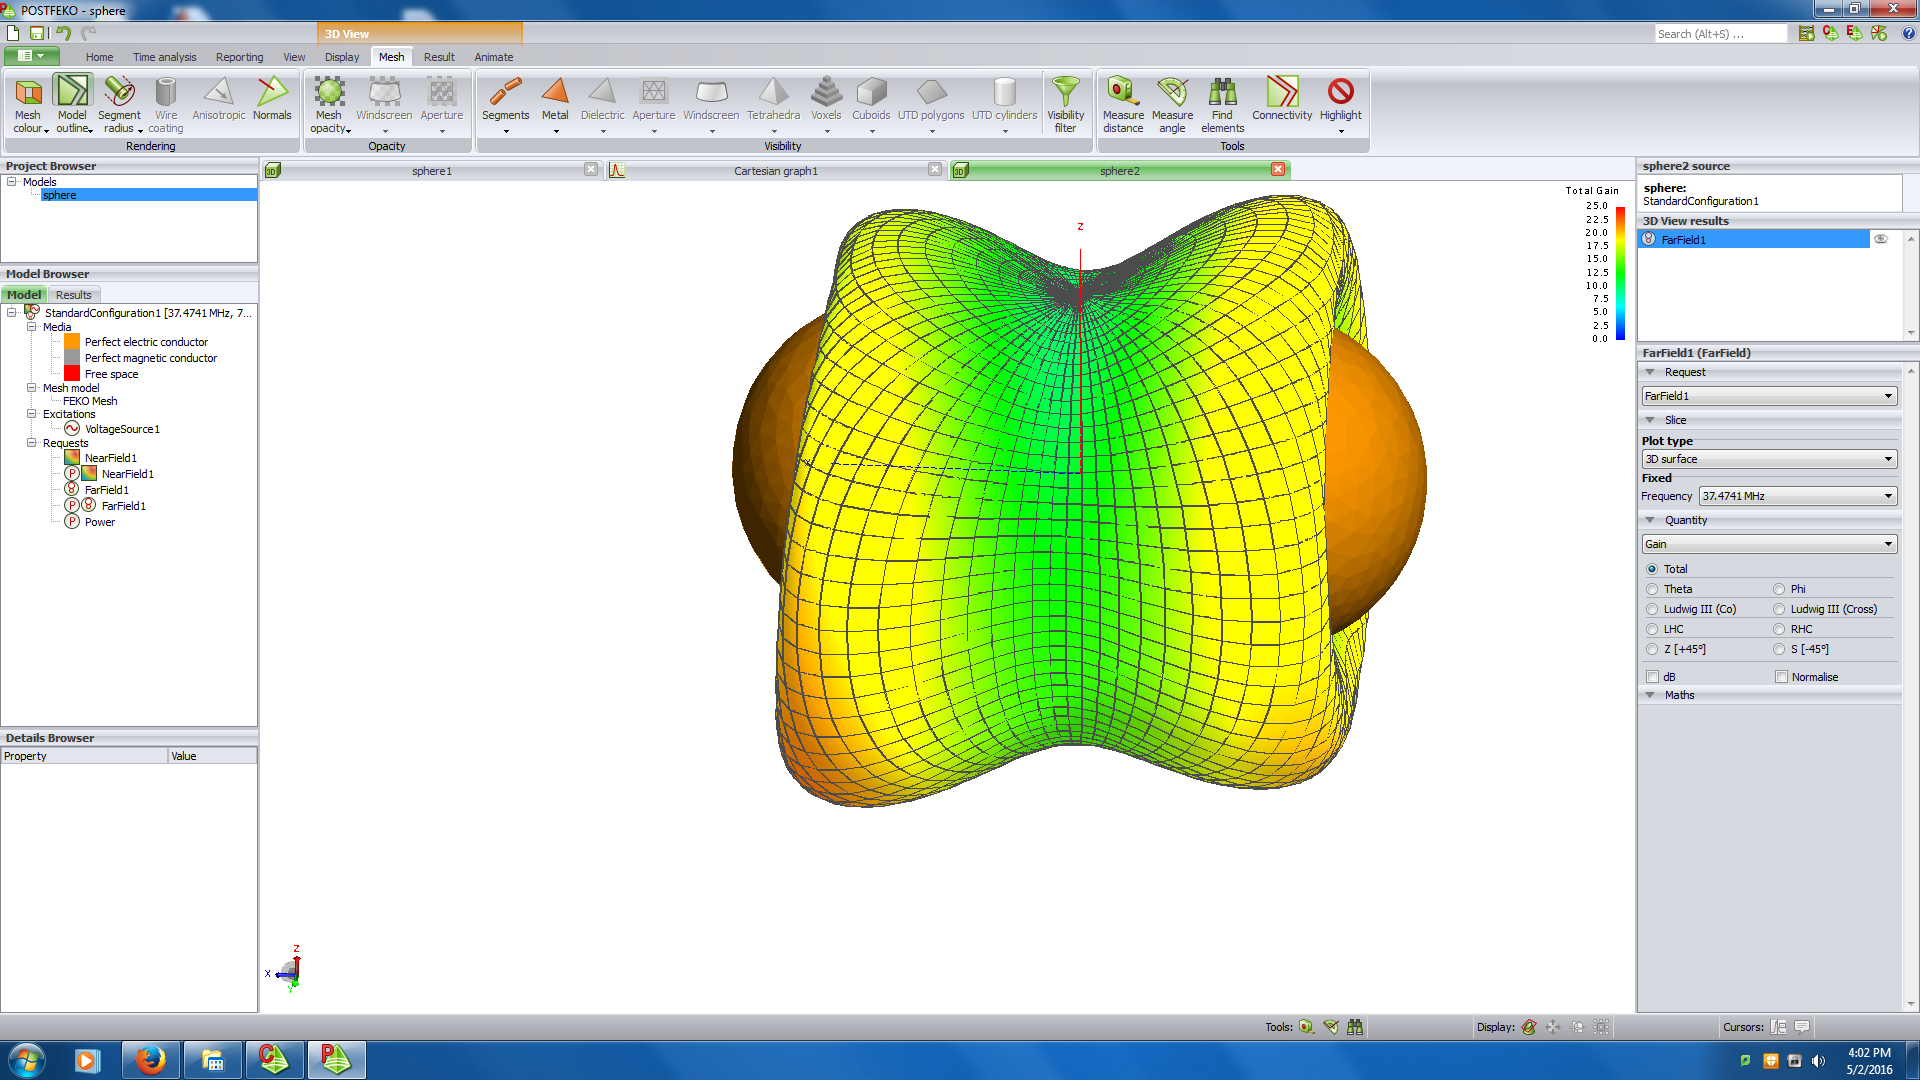 POSTFEKO - sphere
3D View
Search (Alt+S) ...
Home
Time analysis
Reporting
View
Display
Mesh
Result
Animate
Mesh colour
Model outline
Segment radius
Wire coating
Anisotropic
Normals
Rendering
Mesh opacity
Windscreen
Aperture
Opacity
Segments
Metal
Dielectric
Aperture
Windscreen
Tetrahedra
Voxels
Cuboids
UTD polygons
UTD cylinders
Visibility filter
Visibility
Measure distance
Measure angle
Find elements
Connectivity
Highlight
Tools
Project Browser
Models
sphere
Model Browser
Model
Results
StandardConfiguration1 [37.4741 MHz, 7...
Media
Perfect electric conductor
Perfect magnetic conductor
Free space
Mesh model
FEKO Mesh
Excitations
VoltageSource1
Requests
NearField1
P NearField1
FarField1
P FarField1
P Power
Details Browser
Property
Value
sphere1
Cartesian graph1
sphere2
Z
X
Total Gain
25.0
22.5
20.0
17.5
15.0
12.5
10.0
7.5
5.0
2.5
0.0
Z
X
Y
sphere2 source
sphere:
StandardConfiguration1
3D View results
FarField1
FarField1 (FarField)
Request
FarField1
Slice
Plot type
3D surface
Fixed
Frequency 37.4741 MHz
Quantity
Gain
Total
Theta
Phi
Ludwig III (Co)
Ludwig III (Cross)
LHC
RHC
Z [+45°]
S [-45°]
dB
Normalise
Maths
Tools:
Display:
Cursors:
4:02 PM
5/2/2016